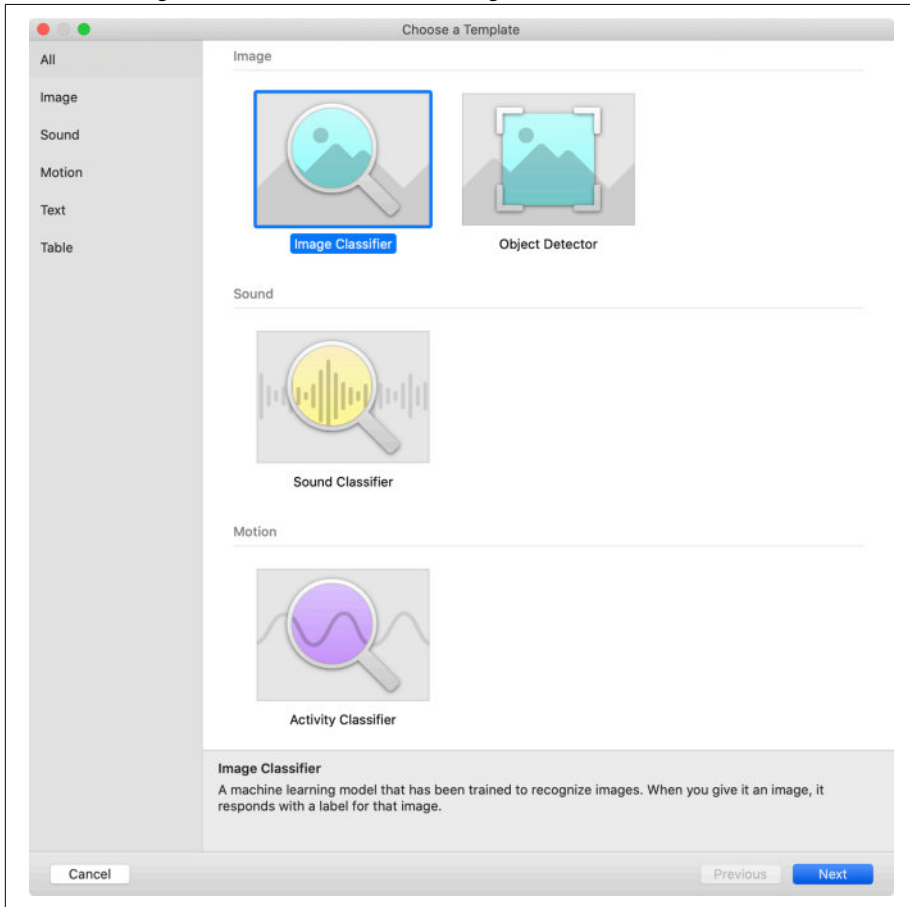 Choose a Template
All
Image
Sound
Motion
Text
Table
Image
Image Classifier
Object Detector
Sound
Sound Classifier
Motion
Activity Classifier
Image Classifier
A machine learning model that has been trained to recognize images. When you give it an image, it
responds with a label for that image.
Cancel
Previous
Next